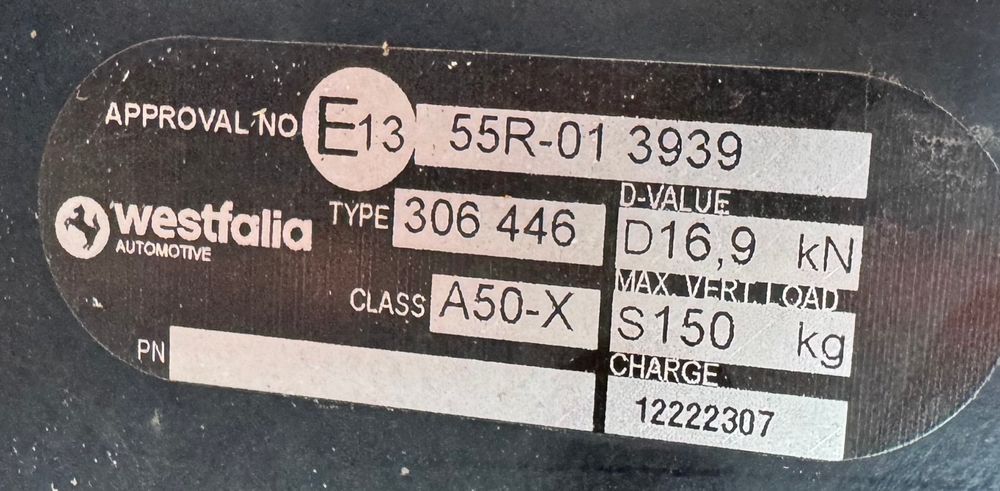 APPROVAL NO E13 55R-01 3939
westfalia
AUTOMOTIVE
TYPE 306 446
D-VALUE
D16,9 kN
CLASS A50-X
MAX. VERT. LOAD
S150 kg
PN
CHARGE
12222307